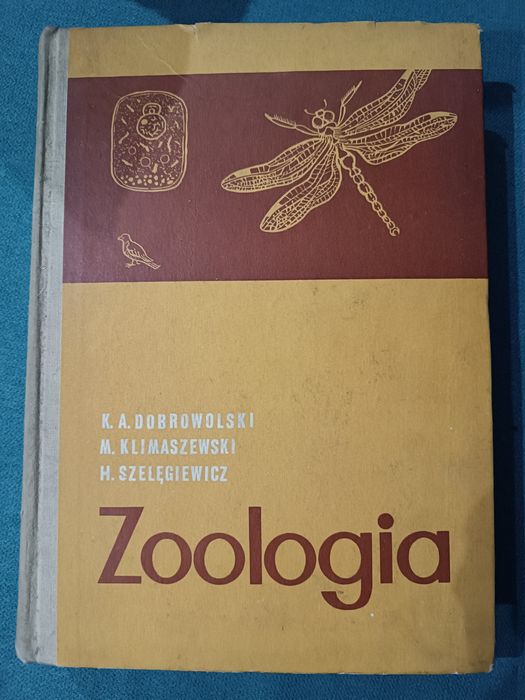 K. A. DOBROWOLSKI
M. KLIMASZEWSKI
H. SZELĘGIEWICZ
Zoologia